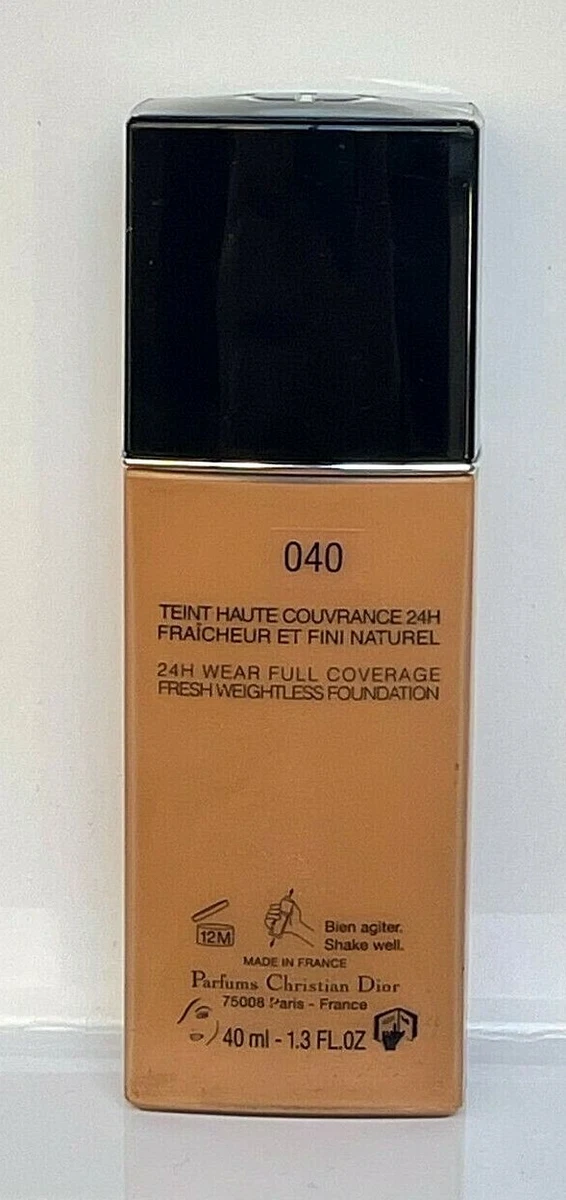 040
TEINT HAUTE COUVRANCE 24H
FRAÎCHEUR ET FINI NATUREL
24H WEAR FULL COVERAGE
FRESH WEIGHTLESS FOUNDATION
12M
Bien agiter.
Shake well.
MADE IN FRANCE
Parfums Christian Dior
75008 Paris - France
40 ml - 1.3 FL.OZ